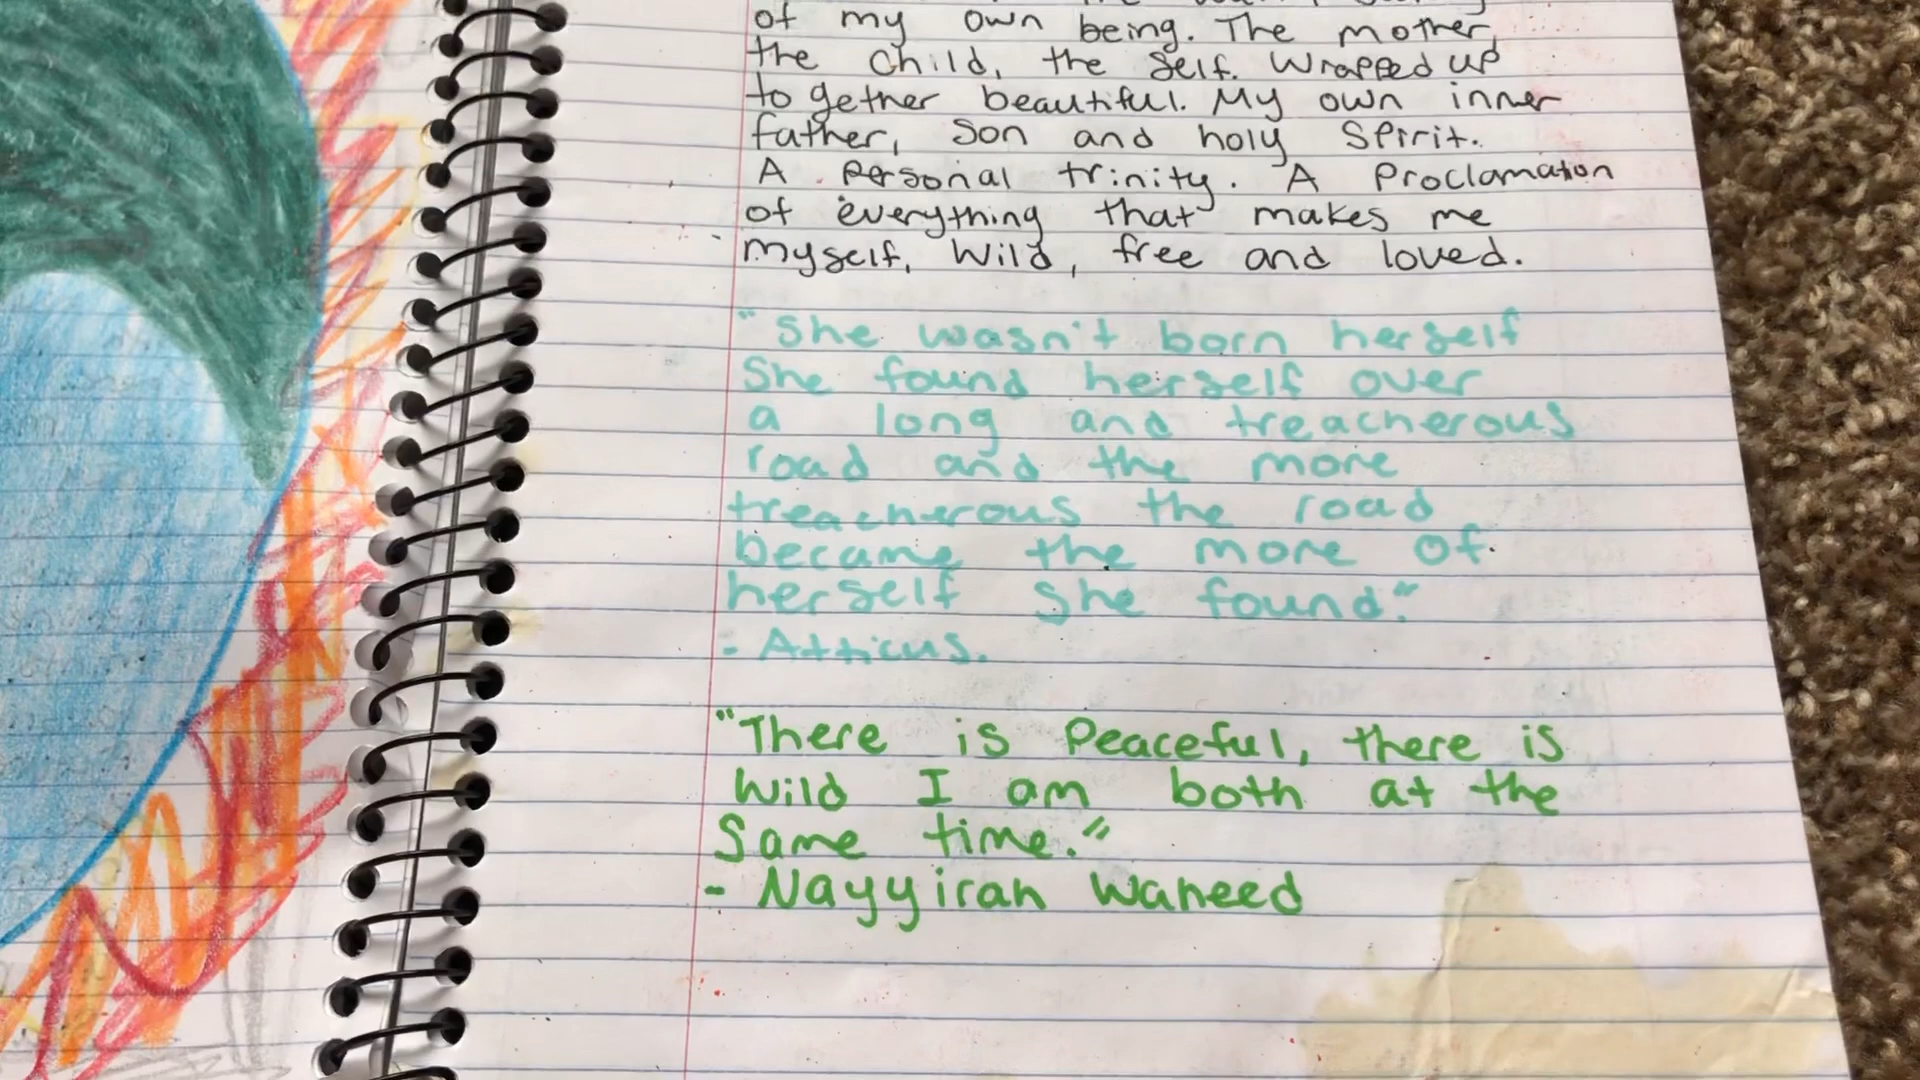 of my own being. The mother,
the child, the self. Wrapped up
together beautiful. My own inner
father, son and holy spirit.
A personal trinity. A Proclamation
of everything that makes me
myself, Wild, free and loved.
"She wasn't born herself
She found herself over
a long and treacherous
road and the more
treacherous the road
became the more of
herself she found."
- Atticus.
"There is Peaceful, there is
Wild I am both at the
Same time."
- Nayyirah Waheed